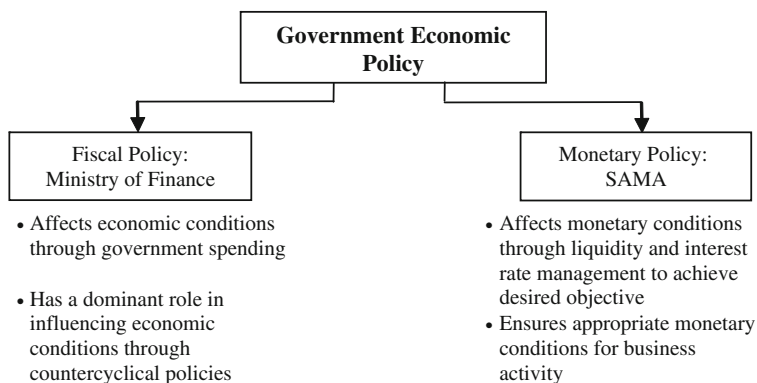 Government Economic
Policy
Fiscal Policy:
Ministry of Finance
Monetary Policy:
SAMA
• Affects economic conditions
through government spending
• Has a dominant role in
influencing economic
conditions through
countercyclical policies
• Affects monetary conditions
through liquidity and interest
rate management to achieve
desired objective
• Ensures appropriate monetary
conditions for business
activity